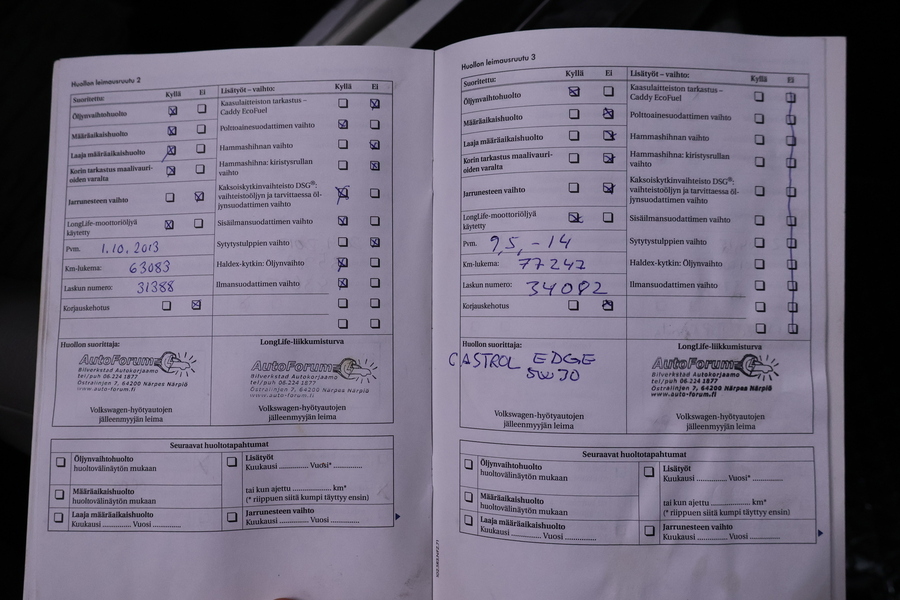 Huollon leimausruutu 2
Suoritettu: Kyllä Ei
Öljynvaihtohuolto
Määräaikaishuolto
Laaja määräaikaishuolto
Korin tarkastus maalivauri-
oiden varalta
Jarrunesteen vaihto
LongLife-moottoriöljyä
käytetty
Pvm. 1.10.2013
Km-lukema: 63083
Laskun numero: 31388
Korjauskehotus
Lisätyöt – vaihto: Kyllä Ei
Kaasulaitteiston tarkastus –
Caddy EcoFuel
Polttoainesuodattimen vaihto
Hammashihnan vaihto
Hammashihna: kiristysrullan
vaihto
Kaksoiskytkinvaihteisto DSG®:
vaihteistoöljyn ja tarvittaessa öl-
jynsuodattimen vaihto
Sisäilmansuodattimen vaihto
Sytytystulppien vaihto
Haldex-kytkin: Öljynvaihto
Ilmansuodattimen vaihto
Huollon suorittaja:
AutoForum
Bilverkstad Autokorjaamo
tel/puh 06-224 1877
Östralinjen 7, 64200 Närpes Närpiö
www.auto-forum.fi
Volkswagen-hyötyautojen
jälleenmyyjän leima
LongLife-liikkumisturva
AutoForum
Bilverkstad Autokorjaamo
tel/puh 06-224 1877
Östralinjen 7, 64200 Närpes Närpiö
www.auto-forum.fi
Volkswagen-hyötyautojen
jälleenmyyjän leima
Seuraavat huoltotapahtumat
Öljynvaihtohuolto
huoltovälinäytön mukaan
Määräaikaishuolto
huoltovälinäytön mukaan
Laaja määräaikaishuolto
Kuukausi ............ Vuosi ............
Lisätyöt
Kuukausi ............ Vuosi* ............
tai kun ajettu ................ km*
(* riippuen siitä kumpi täyttyy ensin)
Jarrunesteen vaihto
Kuukausi ............ Vuosi ............
Huollon leimausruutu 3
Suoritettu: Kyllä Ei
Öljynvaihtohuolto
Määräaikaishuolto
Laaja määräaikaishuolto
Korin tarkastus maalivauri-
oiden varalta
Jarrunesteen vaihto
LongLife-moottoriöljyä
käytetty
Pvm. 9,5,-14
Km-lukema: 77242
Laskun numero: 34082
Korjauskehotus
Lisätyöt – vaihto: Kyllä Ei
Kaasulaitteiston tarkastus –
Caddy EcoFuel
Polttoainesuodattimen vaihto
Hammashihnan vaihto
Hammashihna: kiristysrullan
vaihto
Kaksoiskytkinvaihteisto DSG®:
vaihteistoöljyn ja tarvittaessa öl-
jynsuodattimen vaihto
Sisäilmansuodattimen vaihto
Sytytystulppien vaihto
Haldex-kytkin: Öljynvaihto
Ilmansuodattimen vaihto
Huollon suorittaja:
CASTROL EDGE
5W30
Volkswagen-hyötyautojen
jälleenmyyjän leima
LongLife-liikkumisturva
AutoForum
Bilverkstad Autokorjaamo
tel/puh 06-224 1877
Östralinjen 7, 64200 Närpes Närpiö
www.auto-forum.fi
Volkswagen-hyötyautojen
jälleenmyyjän leima
Seuraavat huoltotapahtumat
Öljynvaihtohuolto
huoltovälinäytön mukaan
Määräaikaishuolto
huoltovälinäytön mukaan
Laaja määräaikaishuolto
Kuukausi ............ Vuosi ............
Lisätyöt
Kuukausi ............ Vuosi* ............
tai kun ajettu ................ km*
(* riippuen siitä kumpi täyttyy ensin)
Jarrunesteen vaihto
Kuukausi ............ Vuosi ............